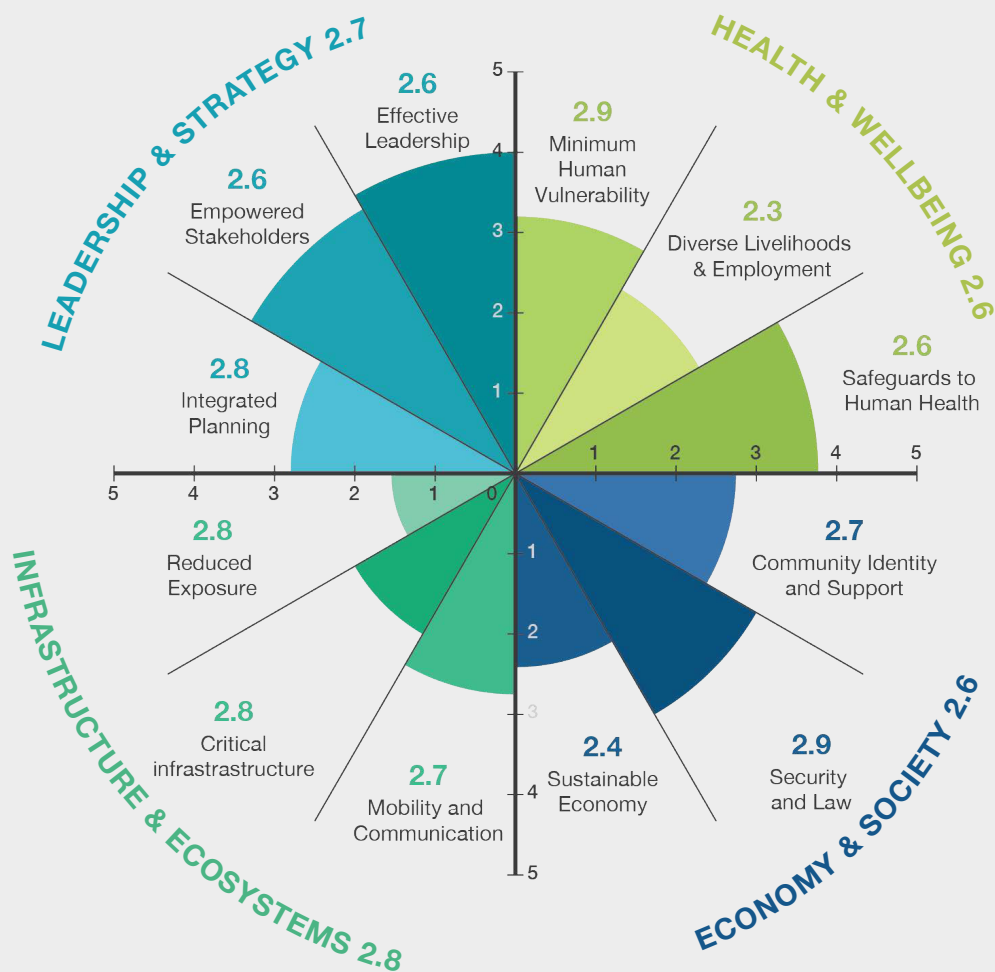 LEADERSHIP & STRATEGY 2.7
2.6
Effective
Leadership
2.6
Empowered
Stakeholders
2.8
Integrated
Planning
HEALTH & WELLBEING 2.6
2.9
Minimum
Human
Vulnerability
2.3
Diverse Livelihoods
& Employment
2.6
Safeguards to
Human Health
5
4
3
2
1
5 4 3 2 1 0
1 2 3 4 5
1
2
3
4
5
INFRASTRUCTURE & ECOSYSTEMS 2.8
2.8
Reduced
Exposure
2.8
Critical
infrastrastructure
2.7
Mobility and
Communication
ECONOMY & SOCIETY 2.6
2.7
Community Identity
and Support
2.9
Security
and Law
2.4
Sustainable
Economy